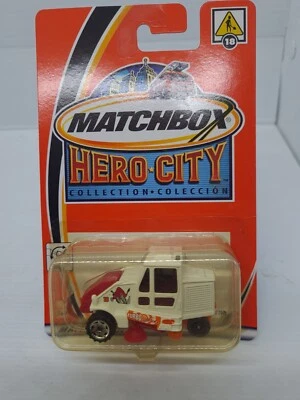 18
MATCHBOX
HERO-CITY
COLLECTION • COLECCIÓN